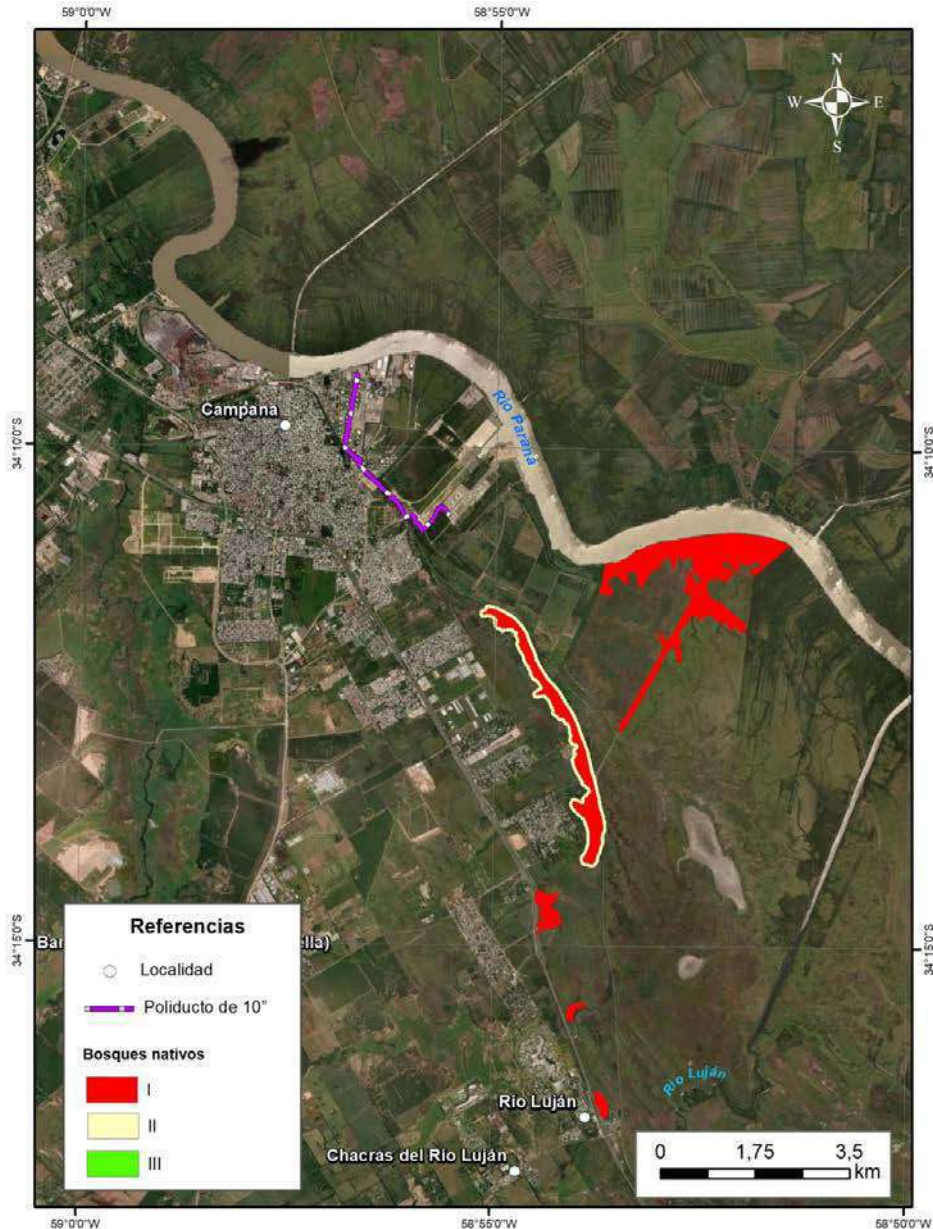 59°0'0"W
58°55'0"W
N
W
E
S
Campana
Río Paraná
34°10'0"S
34°10'0"S
34°15'0"S
34°15'0"S
Bar
ella)
Referencias
Localidad
Poliducto de 10"
Bosques nativos
I
II
III
Río Luján
Río Luján
Chacras del Río Luján
0
1,75
3,5
km
59°0'0"W
58°55'0"W
58°50'0"W